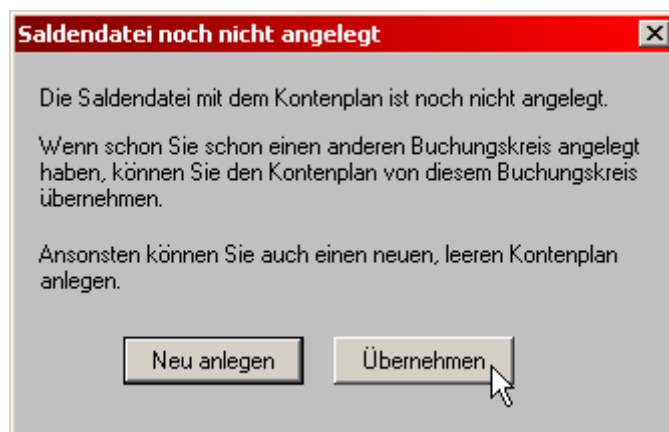 Saldendatei noch nicht angelegt
Die Saldendatei mit dem Kontenplan ist noch nicht angelegt.
Wenn schon Sie schon einen anderen Buchungskreis angelegt
haben, können Sie den Kontenplan von diesem Buchungskreis
übernehmen.
Ansonsten können Sie auch einen neuen, leeren Kontenplan
anlegen.
Neu anlegen
Übernehmen